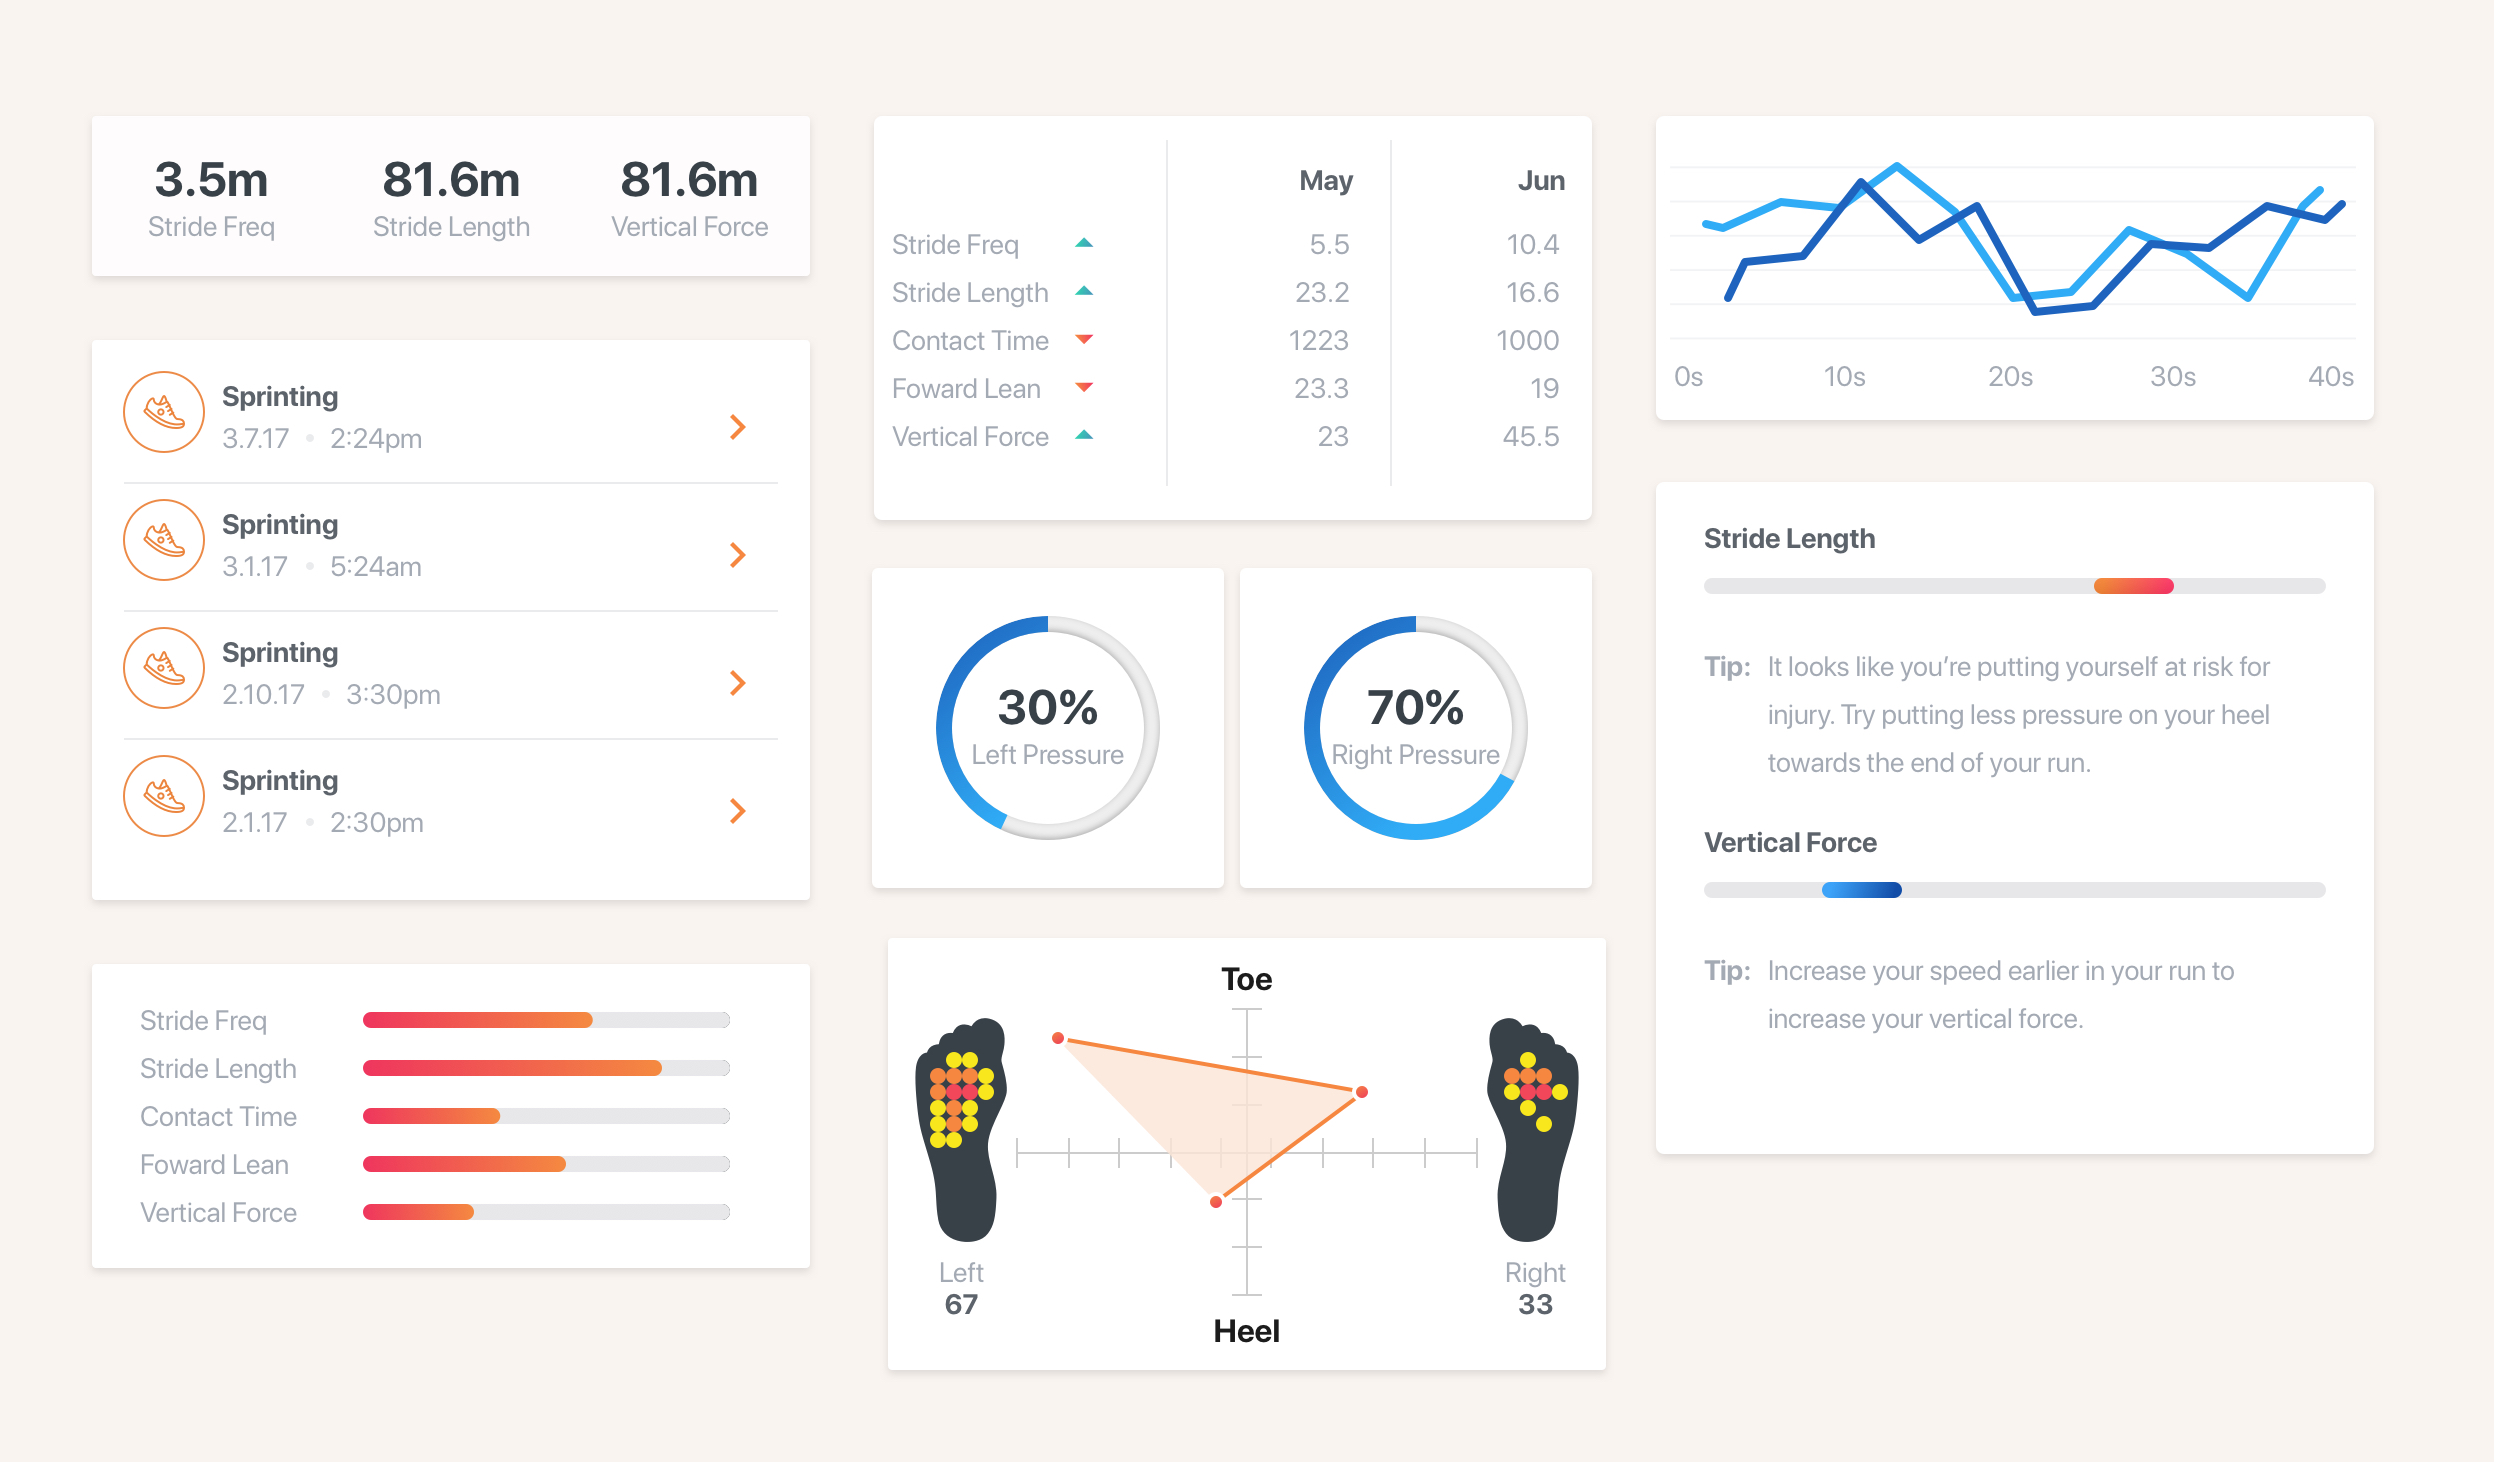 3.5m
Stride Freq
81.6m
Stride Length
81.6m
Vertical Force
Sprinting
3.7.17 • 2:24pm
Sprinting
3.1.17 • 5:24am
Sprinting
2.10.17 • 3:30pm
Sprinting
2.1.17 • 2:30pm
Stride Freq
Stride Length
Contact Time
Foward Lean
Vertical Force
May Jun
Stride Freq 5.5 10.4
Stride Length 23.2 16.6
Contact Time 1223 1000
Foward Lean 23.3 19
Vertical Force 23 45.5
30%
Left Pressure
70%
Right Pressure
Toe
Left
67
Right
33
Heel
0s 10s 20s 30s 40s
Stride Length
Tip: It looks like you’re putting yourself at risk for
injury. Try putting less pressure on your heel
towards the end of your run.
Vertical Force
Tip: Increase your speed earlier in your run to
increase your vertical force.